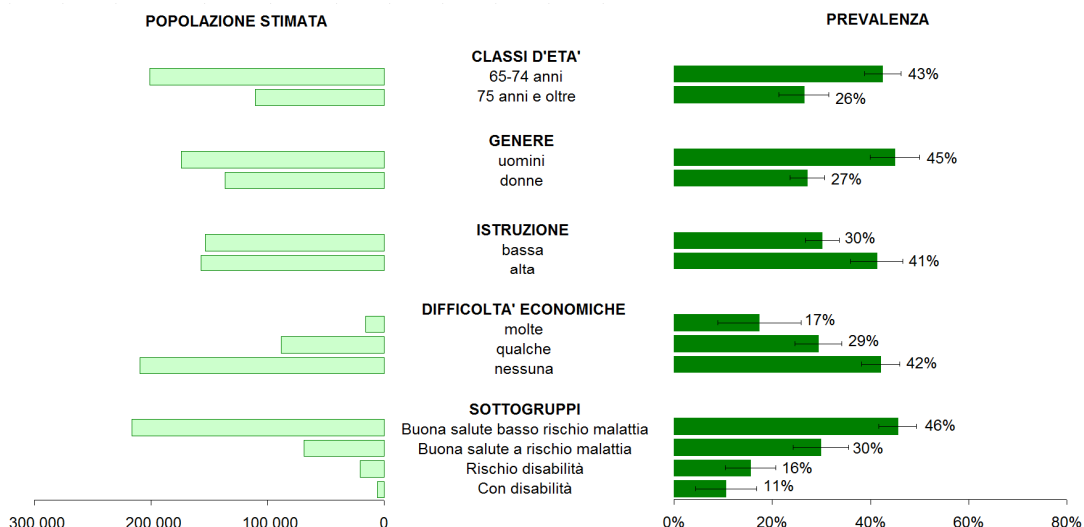 POPOLAZIONE STIMATA
PREVALENZA
CLASSI D'ETA'
65-74 anni
43%
75 anni e oltre
26%
GENERE
uomini
45%
donne
27%
ISTRUZIONE
bassa
30%
alta
41%
DIFFICOLTA' ECONOMICHE
molte
17%
qualche
29%
nessuna
42%
SOTTOGRUPPI
Buona salute basso rischio malattia
46%
Buona salute a rischio malattia
30%
Rischio disabilità
16%
Con disabilità
11%
300 000 200 000 100 000 0
0% 20% 40% 60% 80%